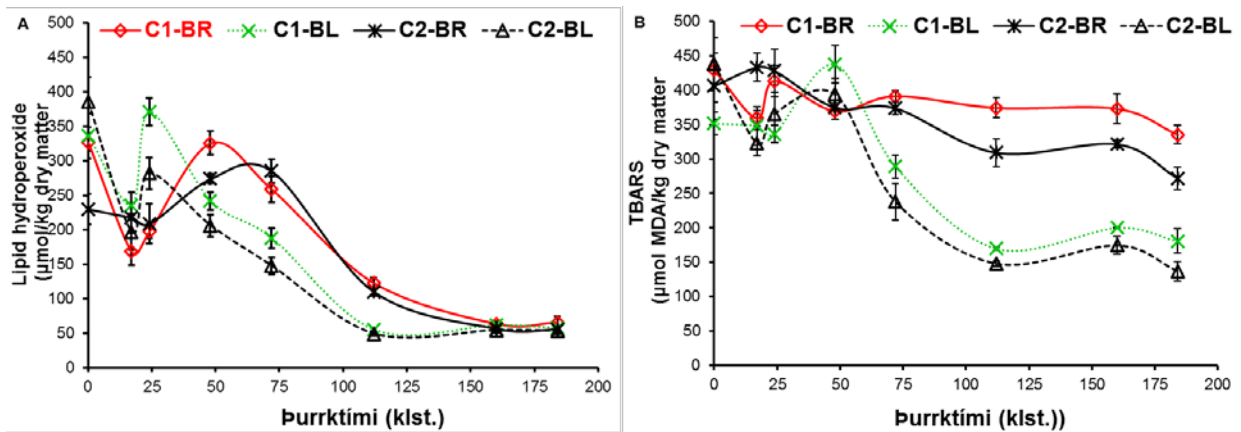 A
C1-BR C1-BL C2-BR C2-BL
500
450
400
350
300
250
200
150
100
50
0
Lipid hydroperoxide
(µmol/kg dry matter
0 25 50 75 100 125 150 175 200
Þurrktími (klst.)
B
C1-BR C1-BL C2-BR C2-BL
500
450
400
350
300
250
200
150
100
50
0
TBARS
(µmol MDA/kg dry matter)
0 25 50 75 100 125 150 175 200
Þurrktími (klst.))